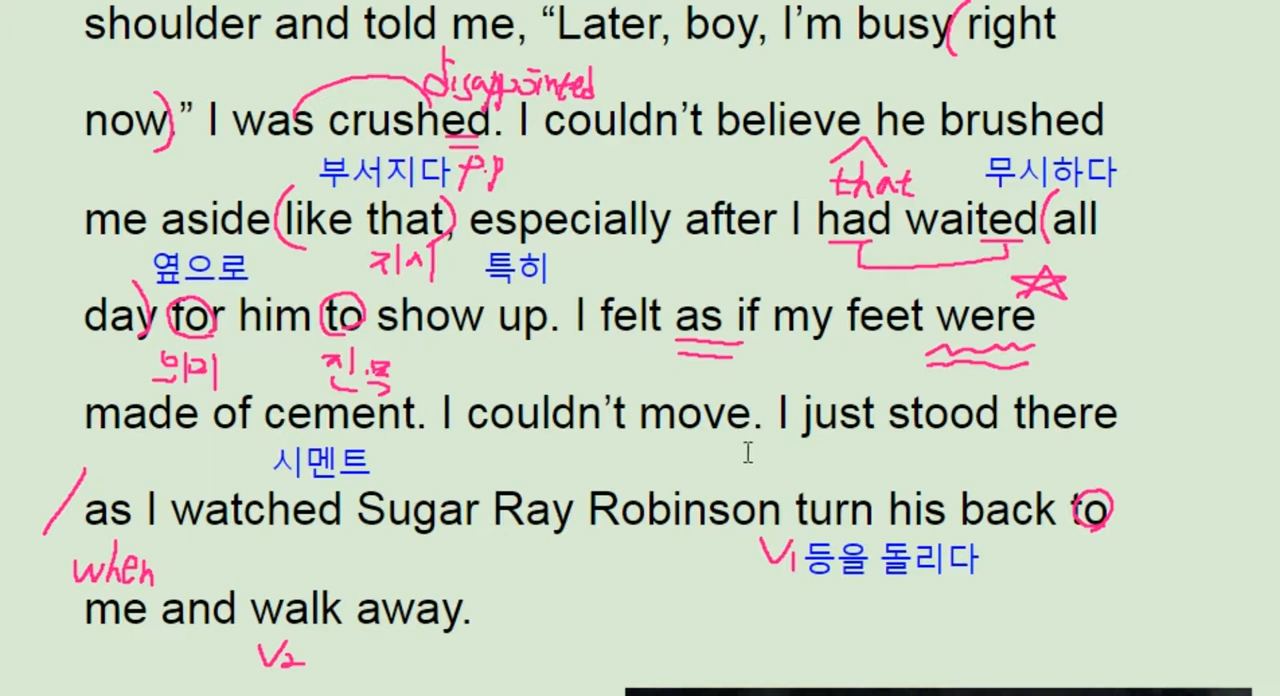 shoulder and told me, “Later, boy, I’m busy (right
disappointed
now).” I was crushed. I couldn’t believe he brushed
부서지다 p.p that 무시하다
me aside (like that), especially after I had waited (all
옆으로 지시 특히
day) for him to show up. I felt as if my feet were
의미 진.목
made of cement. I couldn’t move. I just stood there
시멘트
/as I watched Sugar Ray Robinson turn his back to
when V1 등을 돌리다
me and walk away.
V2